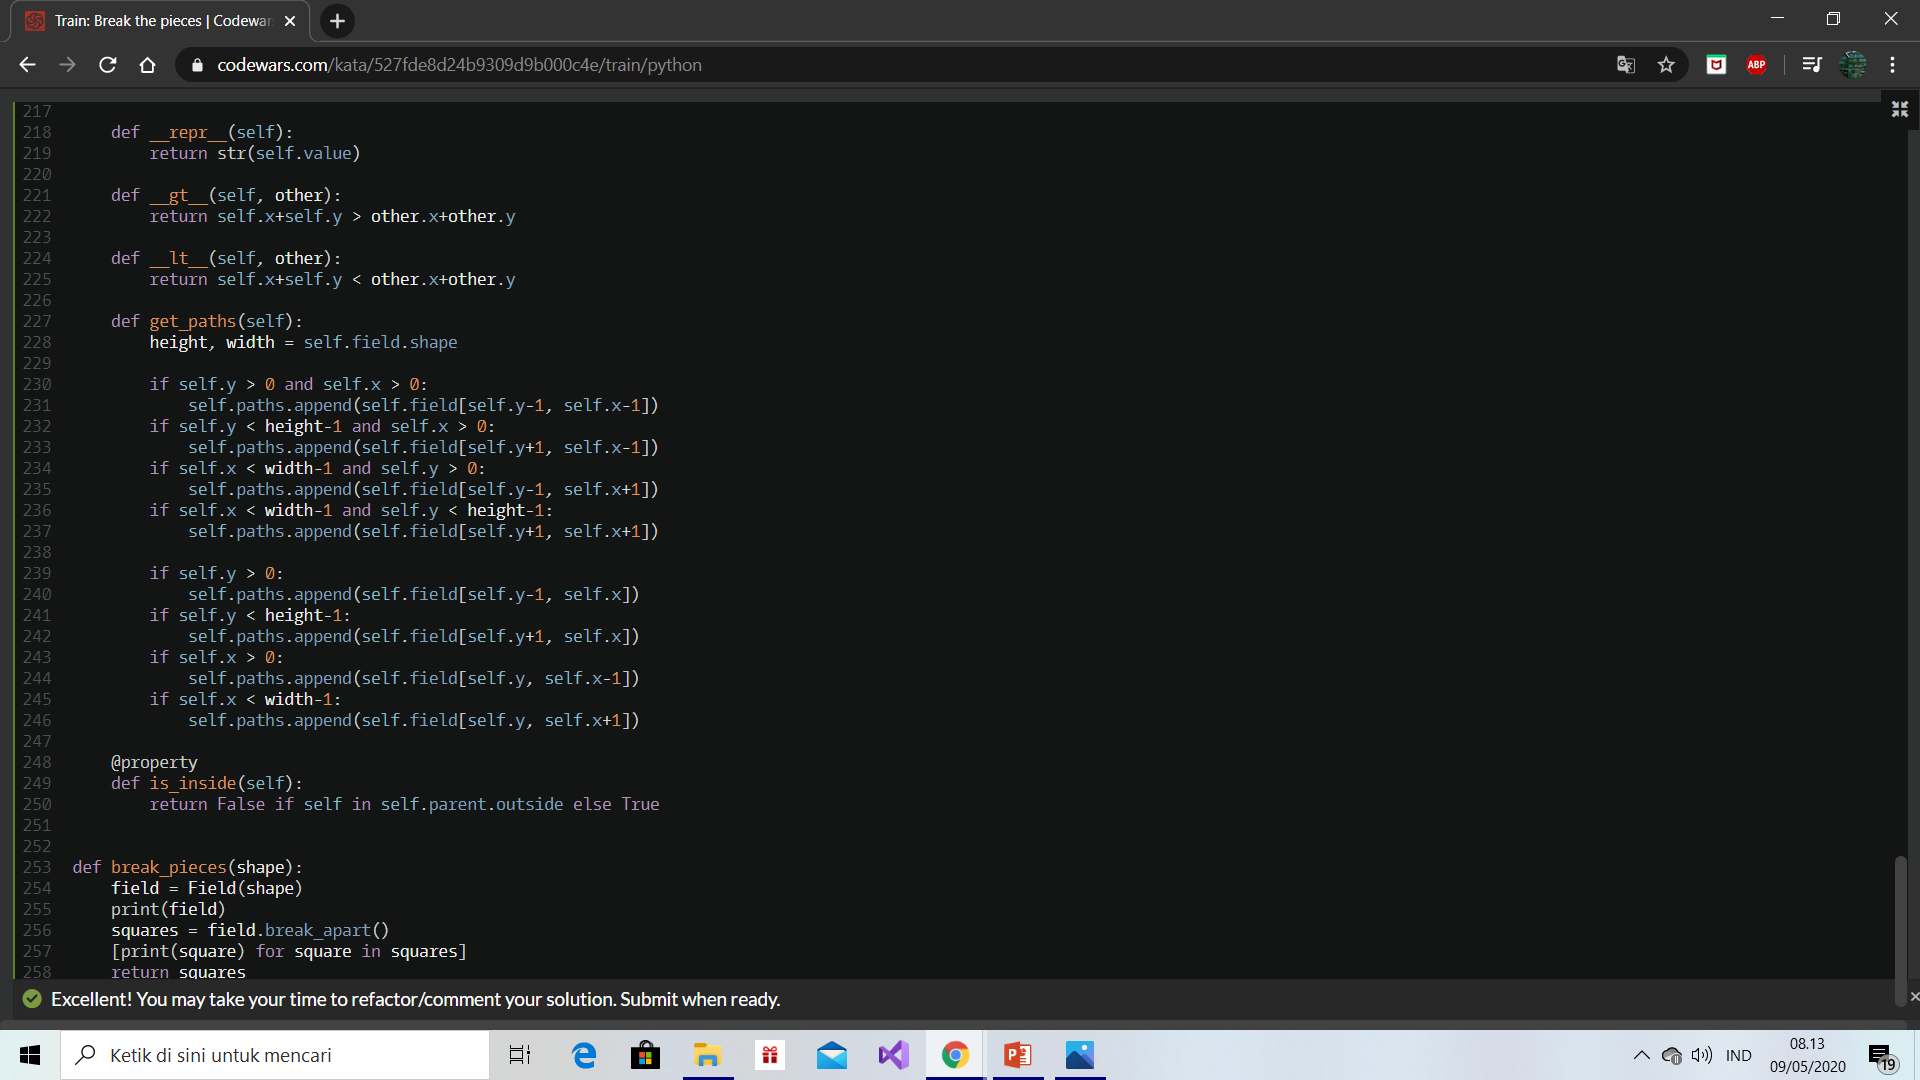 Train: Break the pieces | Codewar
codewars.com/kata/527fde8d24b9309d9b000c4e/train/python
ABP
217
218 def __repr__(self):
219 return str(self.value)
220
221 def __gt__(self, other):
222 return self.x+self.y > other.x+other.y
223
224 def __lt__(self, other):
225 return self.x+self.y < other.x+other.y
226
227 def get_paths(self):
228 height, width = self.field.shape
229
230 if self.y > 0 and self.x > 0:
231 self.paths.append(self.field[self.y-1, self.x-1])
232 if self.y < height-1 and self.x > 0:
233 self.paths.append(self.field[self.y+1, self.x-1])
234 if self.x < width-1 and self.y > 0:
235 self.paths.append(self.field[self.y-1, self.x+1])
236 if self.x < width-1 and self.y < height-1:
237 self.paths.append(self.field[self.y+1, self.x+1])
238
239 if self.y > 0:
240 self.paths.append(self.field[self.y-1, self.x])
241 if self.y < height-1:
242 self.paths.append(self.field[self.y+1, self.x])
243 if self.x > 0:
244 self.paths.append(self.field[self.y, self.x-1])
245 if self.x < width-1:
246 self.paths.append(self.field[self.y, self.x+1])
247
248 @property
249 def is_inside(self):
250 return False if self in self.parent.outside else True
251
252
253 def break_pieces(shape):
254 field = Field(shape)
255 print(field)
256 squares = field.break_apart()
257 [print(square) for square in squares]
258 return squares
Excellent! You may take your time to refactor/comment your solution. Submit when ready.
Ketik di sini untuk mencari
IND
08.13
09/05/2020
19